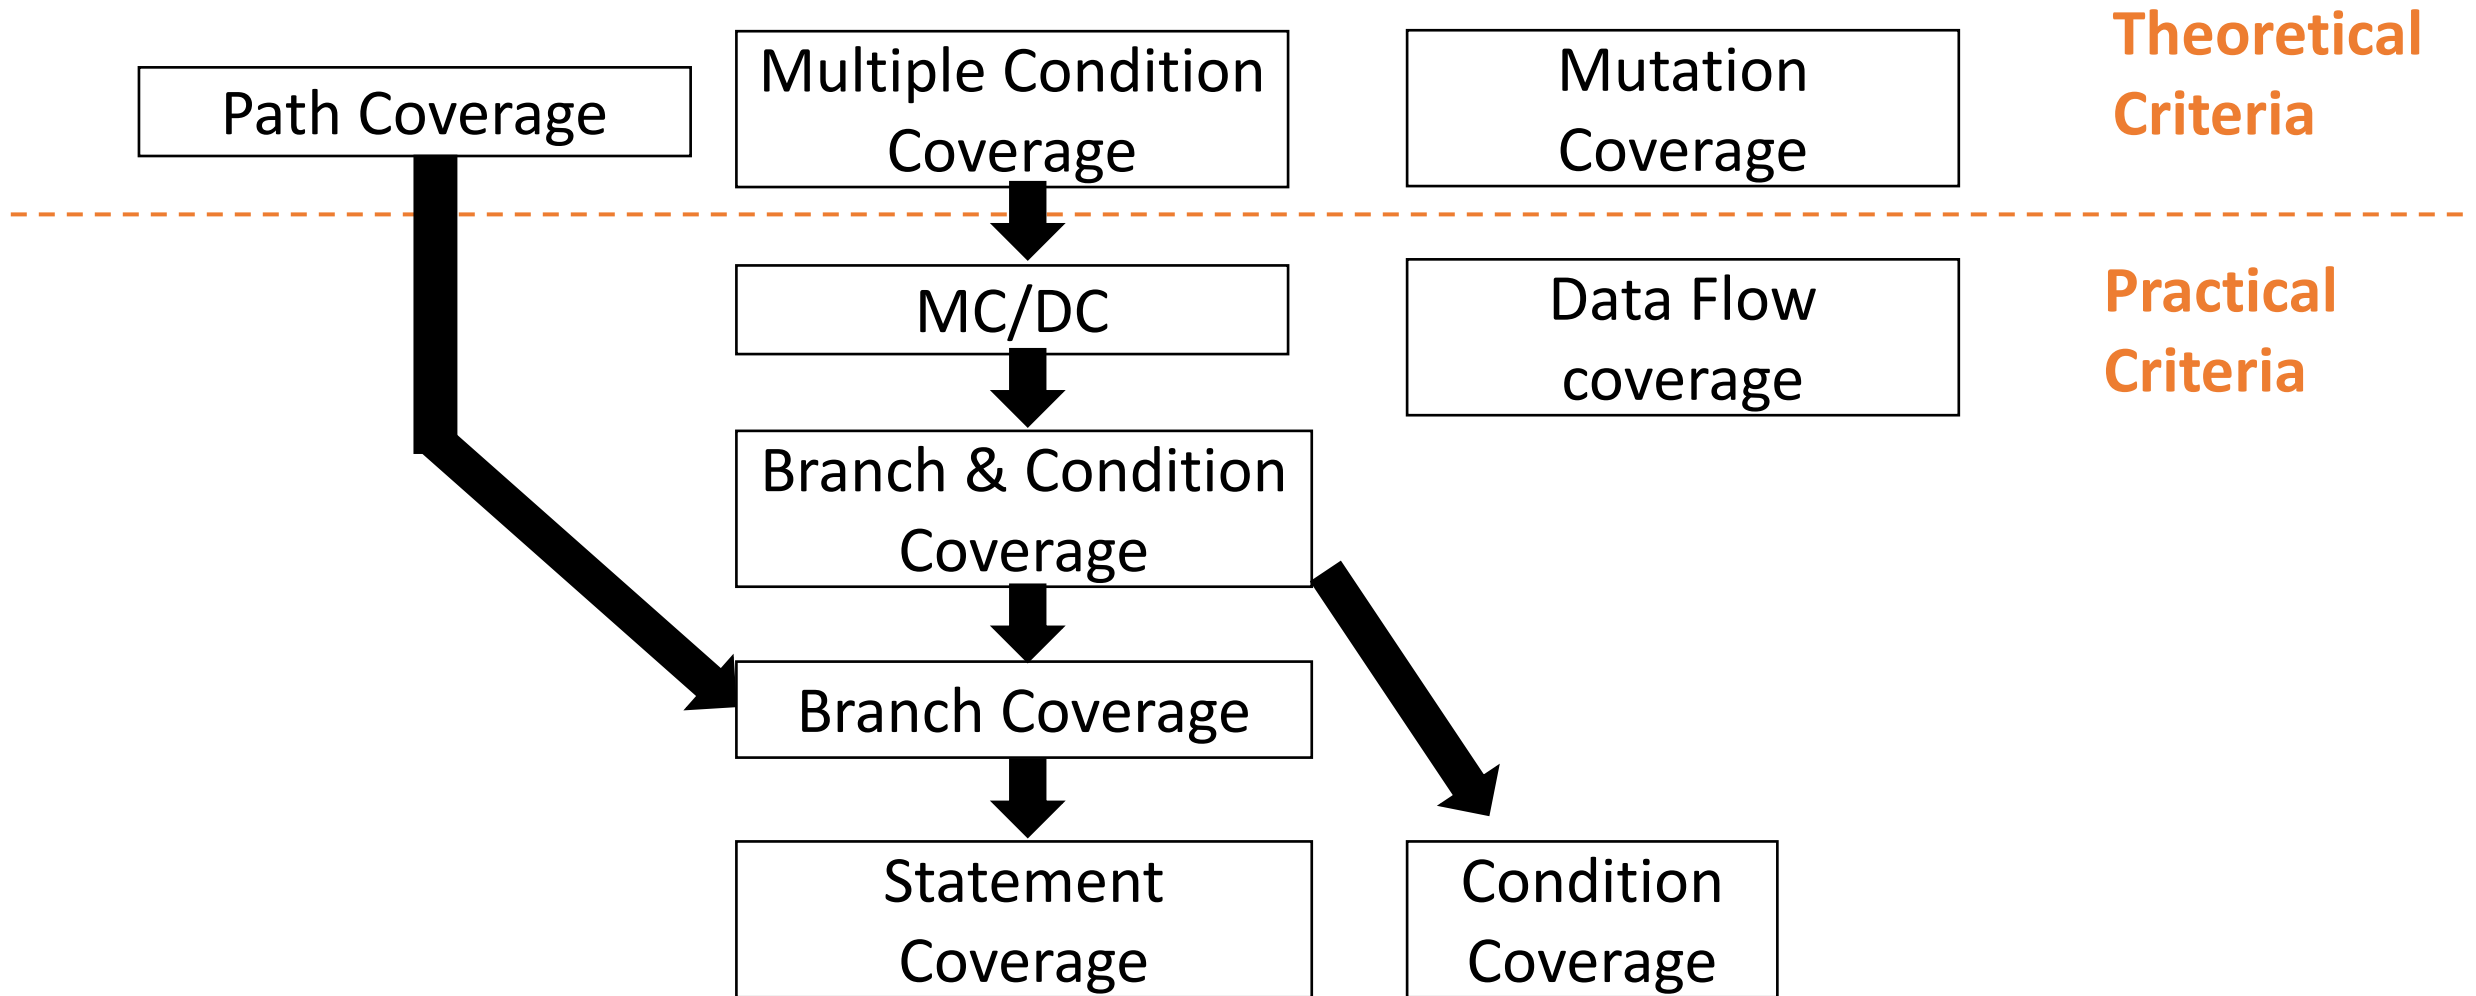 Path Coverage
Multiple Condition
Coverage
Mutation
Coverage
Theoretical
Criteria
MC/DC
Data Flow
coverage
Practical
Criteria
Branch & Condition
Coverage
Branch Coverage
Statement
Coverage
Condition
Coverage